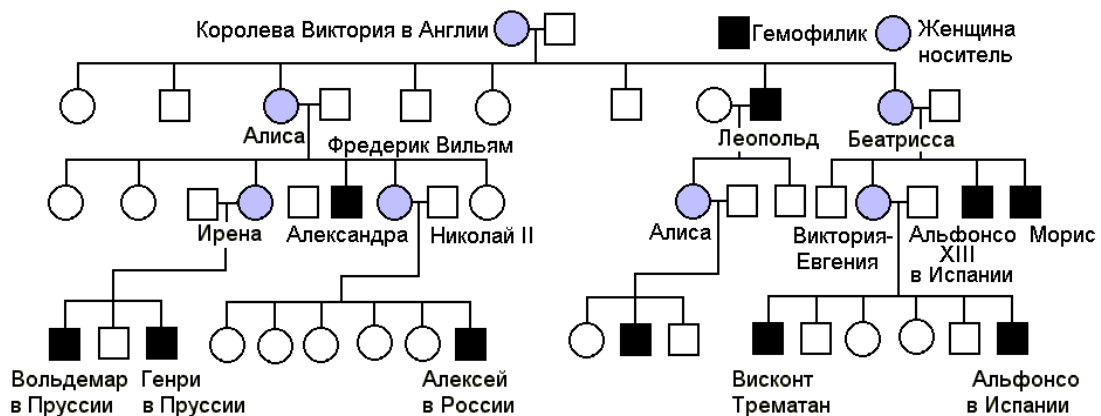 Королева Виктория в Англии
Гемофилик
Женщина
носитель
Алиса
Леопольд
Беатрисса
Фредерик Вильям
Ирена
Александра
Николай II
Алиса
Виктория-
Евгения
Альфонсо
XIII
в Испании
Морис
Вольдемар
в Пруссии
Генри
в Пруссии
Алексей
в России
Висконт
Трематан
Альфонсо
в Испании